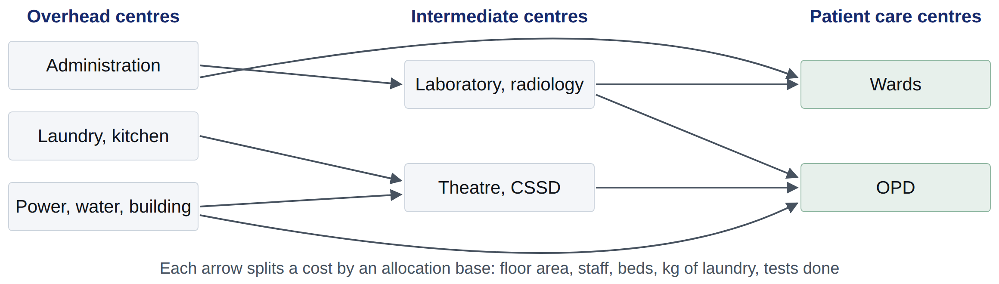 Overhead centres
Intermediate centres
Patient care centres
Administration
Laboratory, radiology
Wards
Laundry, kitchen
Theatre, CSSD
OPD
Power, water, building
Each arrow splits a cost by an allocation base: floor area, staff, beds, kg of laundry, tests done